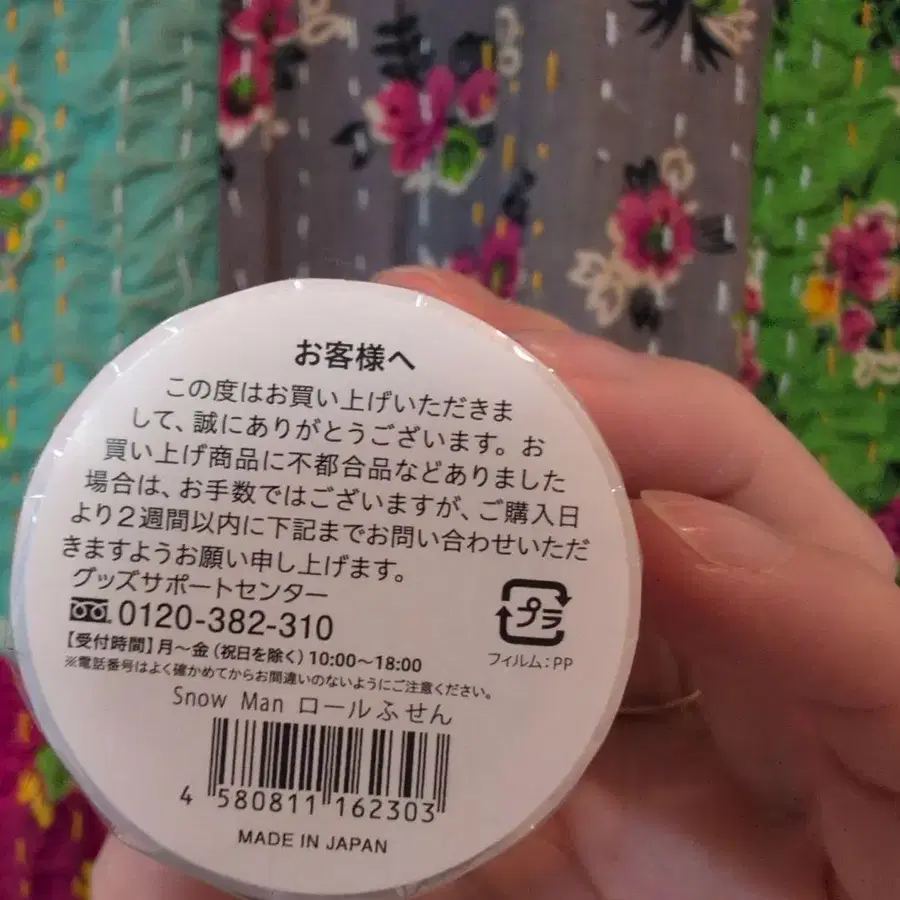 お客様へ
この度はお買い上げいただきま
して、誠にありがとうございます。お
買い上げ商品に不都合品などありました
場合は、お手数ではございますが、ご購入日
より2週間以内に下記までお問い合わせいただ
きますようお願い申し上げます。
グッズサポートセンター
0120-382-310
【受付時間】月〜金(祝日を除く)10:00〜18:00
※電話番号はよく確かめてからお間違いのないようにご注意ください。
プラ
フィルム:PP
Snow Man ロールふせん
4 580811 162303
MADE IN JAPAN